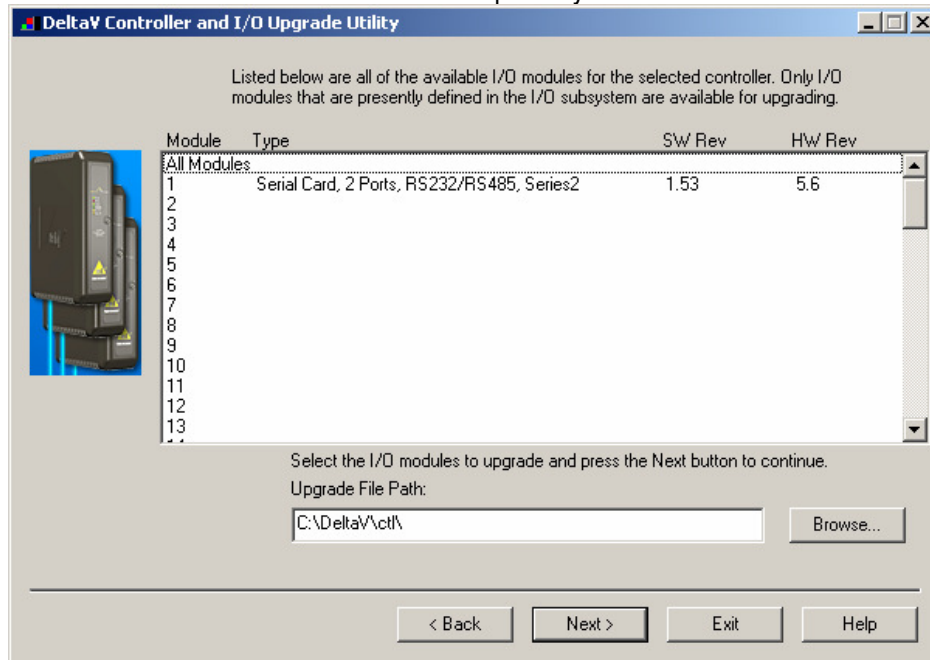 DeltaV Controller and I/O Upgrade Utility
Listed below are all of the available I/O modules for the selected controller. Only I/O
modules that are presently defined in the I/O subsystem are available for upgrading.
Module Type SW Rev HW Rev
All Modules
1 Serial Card, 2 Ports, RS232/RS485, Series2 1.53 5.6
2
3
4
5
6
7
8
9
10
11
12
13
Select the I/O modules to upgrade and press the Next button to continue.
Upgrade File Path:
C:\DeltaV\ctl\
Browse...
< Back Next > Exit Help